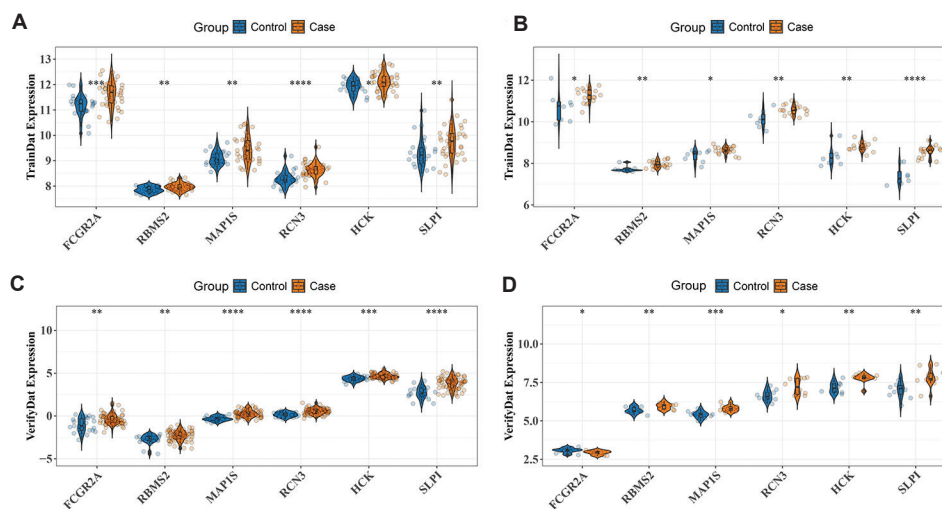 A
Group Control Case
TrainDat Expression
12
11
10
9
8
*** ** ** **** * **
FCGR2A RBMS2 MAP1S RCN3 HCK SLPI
B
Group Control Case
TrainDat Expression
12
10
8
6
* ** * ** ** ****
FCGR2A RBMS2 MAP1S RCN3 HCK SLPI
C
Group Control Case
VerifyDat Expression
10
5
0
−5
** ** **** **** *** ****
FCGR2A RBMS2 MAP1S RCN3 HCK SLPI
D
Group Control Case
VerifyDat Expression
10.0
7.5
5.0
2.5
* ** *** * ** **
FCGR2A RBMS2 MAP1S RCN3 HCK SLPI